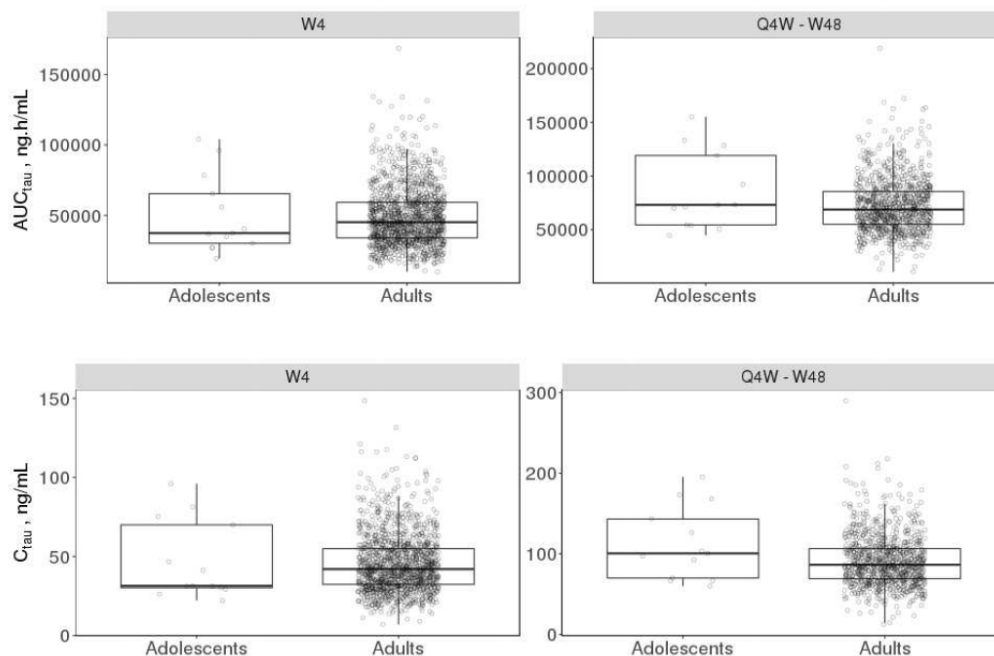 W4
Q4W - W48
AUCtau , ng.h/mL
150000
100000
50000
200000
150000
100000
50000
Adolescents
Adults
Adolescents
Adults
W4
Q4W - W48
Ctau , ng/mL
150
100
50
0
300
200
100
0
Adolescents
Adults
Adolescents
Adults